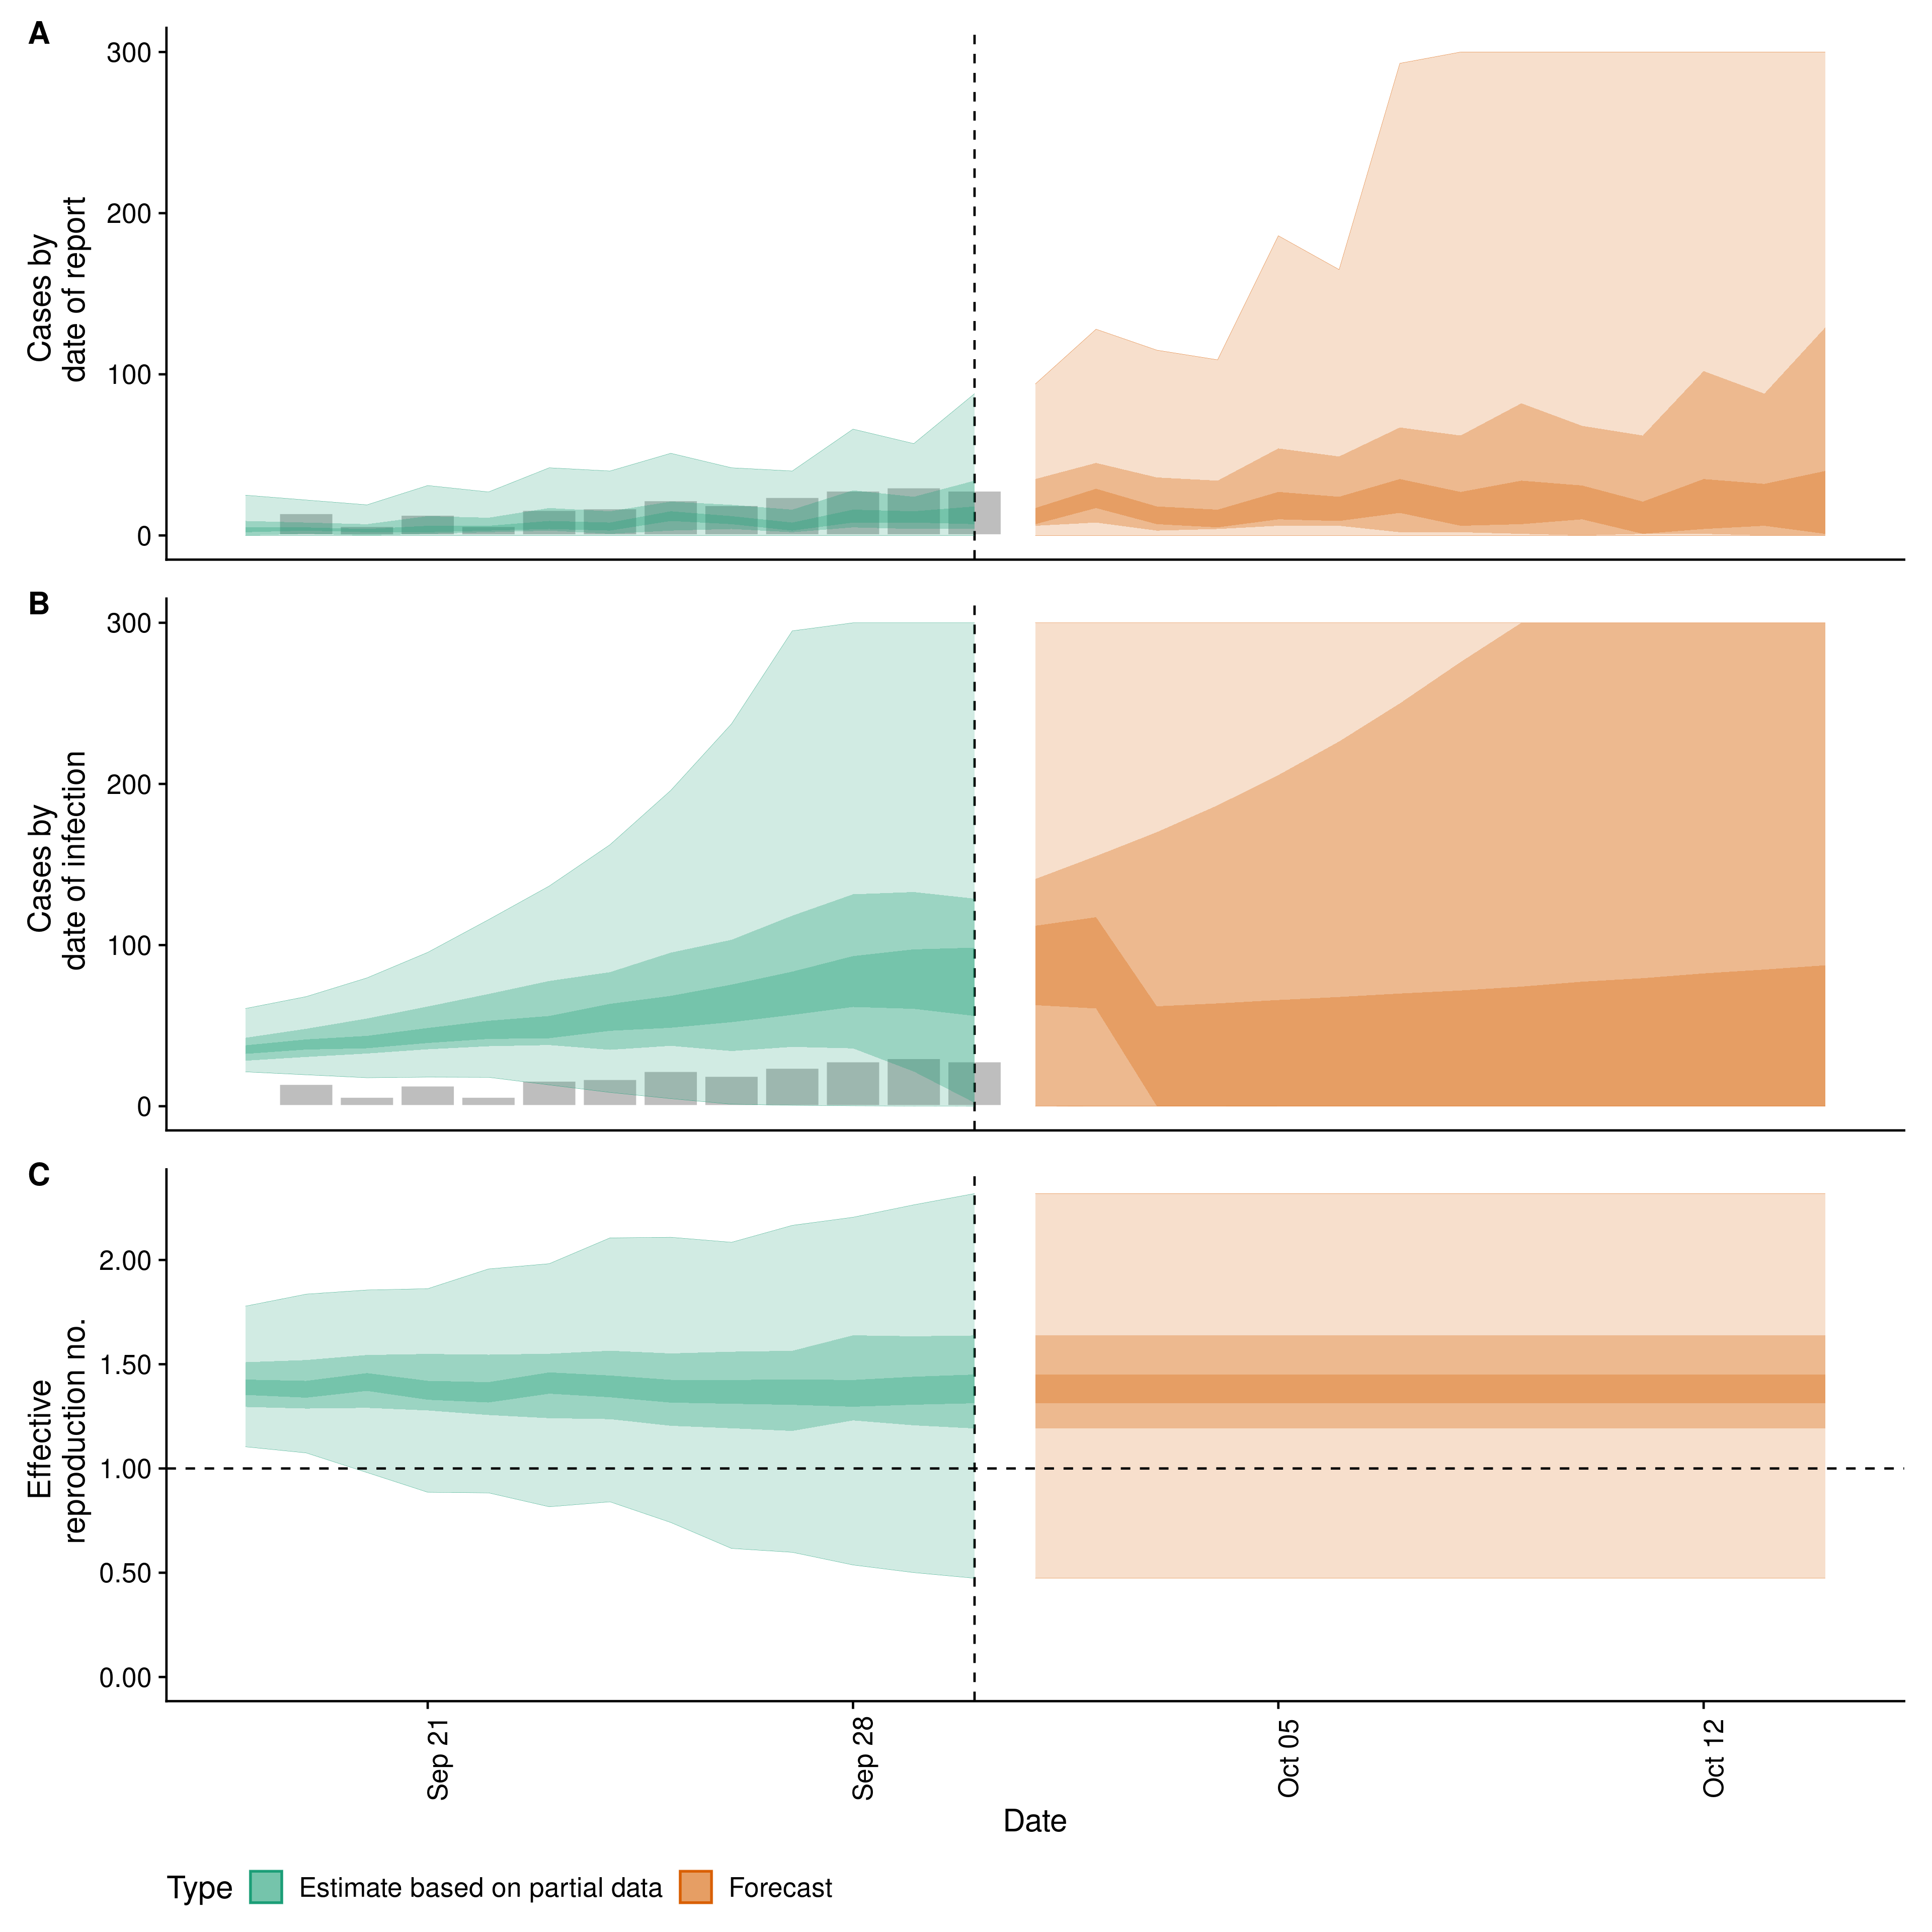 A
300
200
100
0
Cases by
date of report
B
300
200
100
0
Cases by
date of infection
C
2.00
1.50
1.00
0.50
0.00
Effective
reproduction no.
Sep 21
Sep 28
Oct 05
Oct 12
Date
Type Estimate based on partial data Forecast